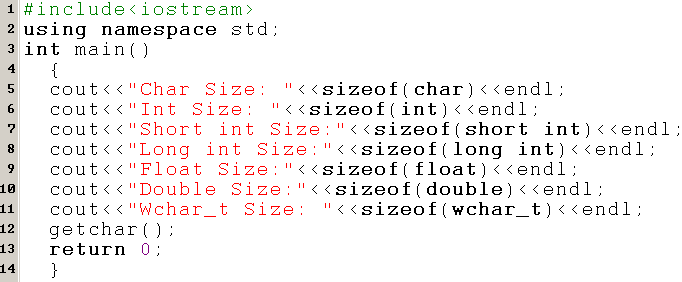 1 #include<iostream>
2 using namespace std;
3 int main()
4 {
5 cout<<"Char Size: "<<sizeof(char)<<endl;
6 cout<<"Int Size: "<<sizeof(int)<<endl;
7 cout<<"Short int Size:"<<sizeof(short int)<<endl;
8 cout<<"Long int Size:"<<sizeof(long int)<<endl;
9 cout<<"Float Size:"<<sizeof(float)<<endl;
10 cout<<"Double Size:"<<sizeof(double)<<endl;
11 cout<<"Wchar_t Size: "<<sizeof(wchar_t)<<endl;
12 getchar();
13 return 0;
14 }